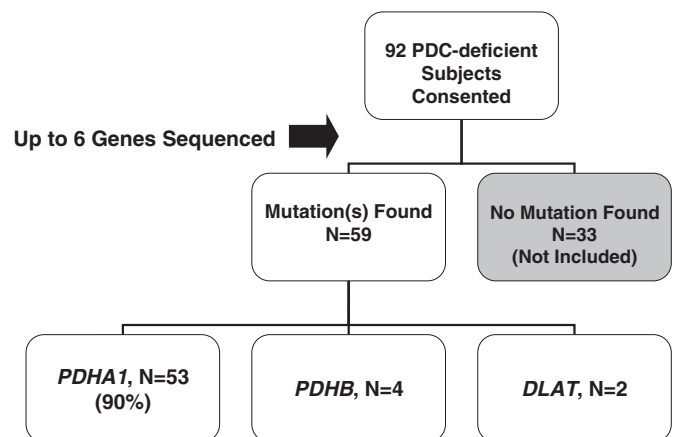 92 PDC-deficient
Subjects
Consented
Up to 6 Genes Sequenced
Mutation(s) Found
N=59
No Mutation Found
N=33
(Not Included)
PDHA1, N=53
(90%)
PDHB, N=4
DLAT, N=2